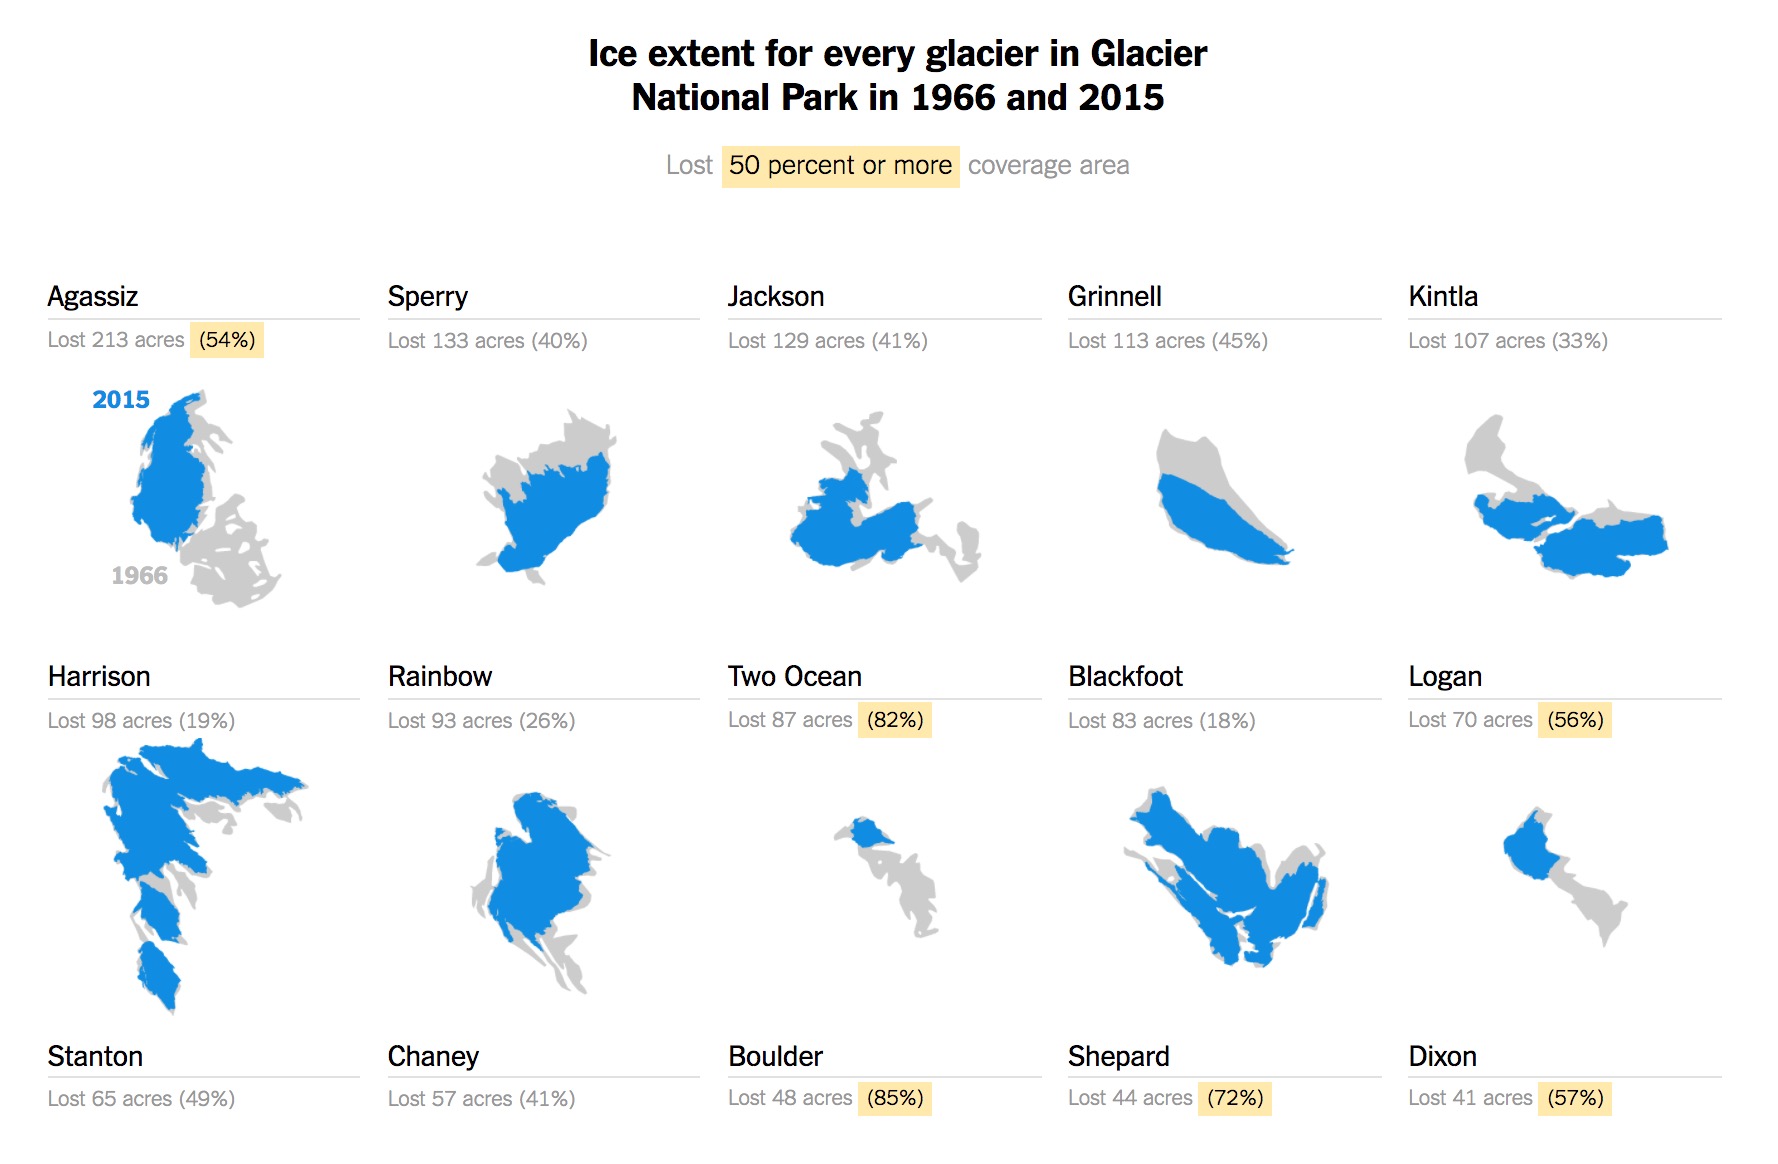 Ice extent for every glacier in Glacier
National Park in 1966 and 2015
Lost 50 percent or more coverage area
Agassiz
Lost 213 acres (54%)
2015
1966
Sperry
Lost 133 acres (40%)
Jackson
Lost 129 acres (41%)
Grinnell
Lost 113 acres (45%)
Kintla
Lost 107 acres (33%)
Harrison
Lost 98 acres (19%)
Rainbow
Lost 93 acres (26%)
Two Ocean
Lost 87 acres (82%)
Blackfoot
Lost 83 acres (18%)
Logan
Lost 70 acres (56%)
Stanton
Lost 65 acres (49%)
Chaney
Lost 57 acres (41%)
Boulder
Lost 48 acres (85%)
Shepard
Lost 44 acres (72%)
Dixon
Lost 41 acres (57%)